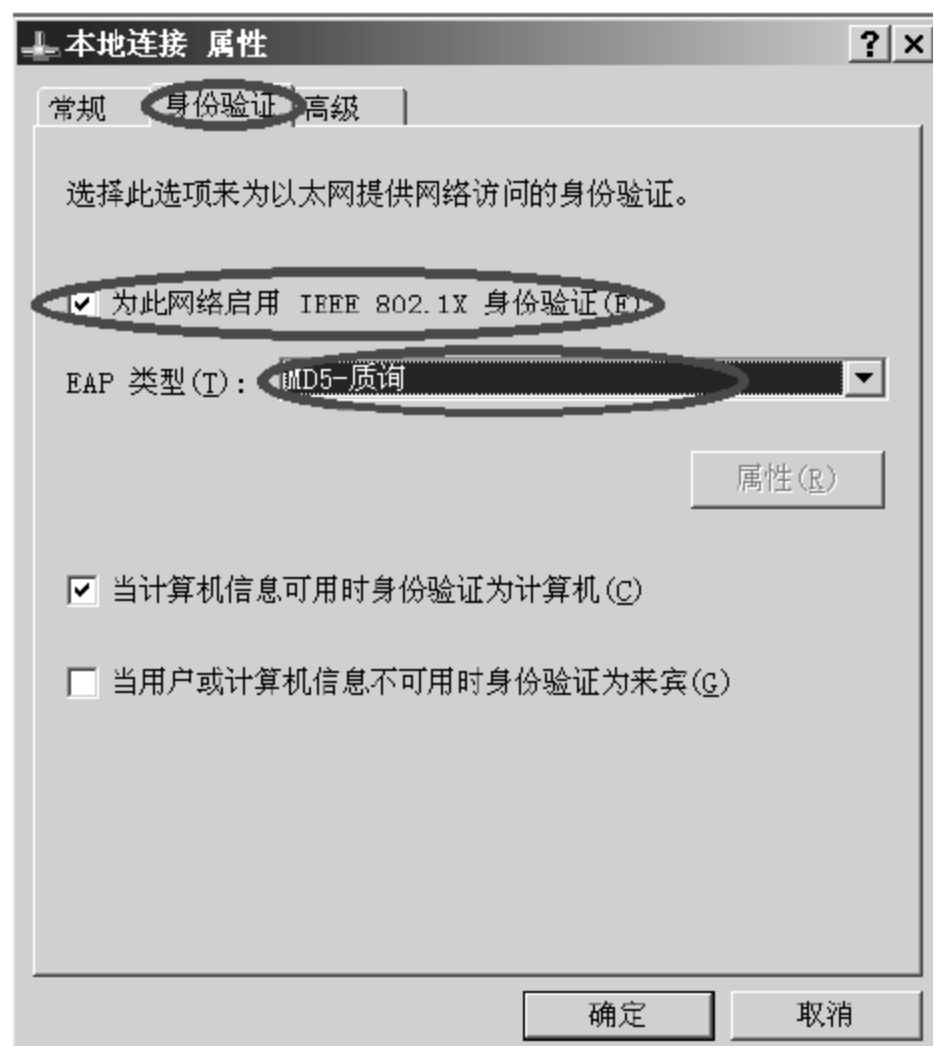 本地连接 属性
常规 身份验证 高级
选择此选项来为以太网提供网络访问的身份验证。
为此网络启用 IEEE 802.1X 身份验证(E)
EAP 类型(T): MD5-质询
属性(R)
当计算机信息可用时身份验证为计算机(C)
当用户或计算机信息不可用时身份验证为来宾(G)
确定 取消